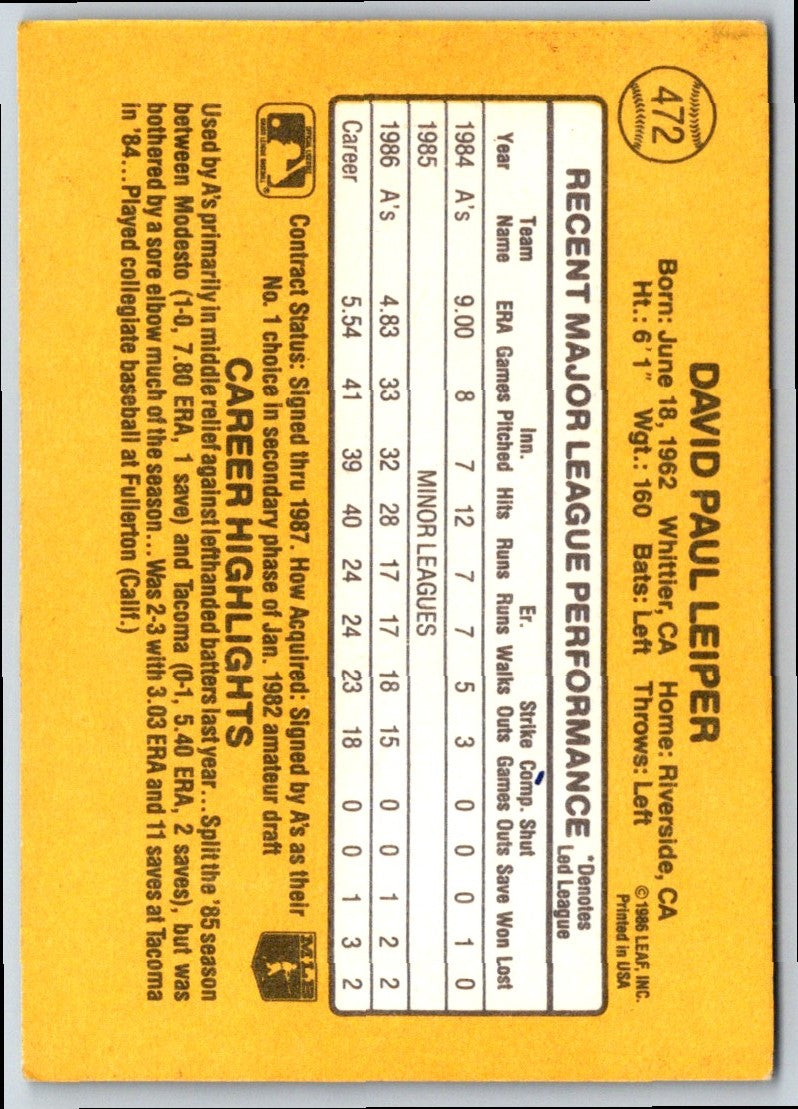 472
DAVID PAUL LEIPER
Born: June 18, 1962 Whittier, CA Home: Riverside, CA
Ht.: 6'1" Wgt.: 160 Bats: Left Throws: Left
©1986 LEAF, INC.
Printed in USA
RECENT MAJOR LEAGUE PERFORMANCE *Denotes
Led League
Team Inn. Er. Strike Comp. Shut
Year Name ERA Games Pitched Hits Runs Runs Walks Outs Games Outs Save Won Lost
1984 A's 9.00 8 7 12 7 7 5 3 0 0 0 1 0
1985 MINOR LEAGUES
1986 A's 4.83 33 32 28 17 17 18 15 0 0 1 2 2
Career 5.54 41 39 40 24 24 23 18 0 0 1 3 2
Contract Status: Signed thru 1987. How Acquired: Signed by A's as their
No. 1 choice in secondary phase of Jan. 1982 amateur draft
MLB
CAREER HIGHLIGHTS
Used by A's primarily in middle relief against lefthanded batters last year...Split the '85 season
between Modesto (1-0, 7.80 ERA, 1 save) and Tacoma (0-1, 5.40 ERA, 2 saves), but was
bothered by a sore elbow much of the season...Was 2-3 with 3.03 ERA and 11 saves at Tacoma
in '84...Played collegiate baseball at Fullerton (Calif.)